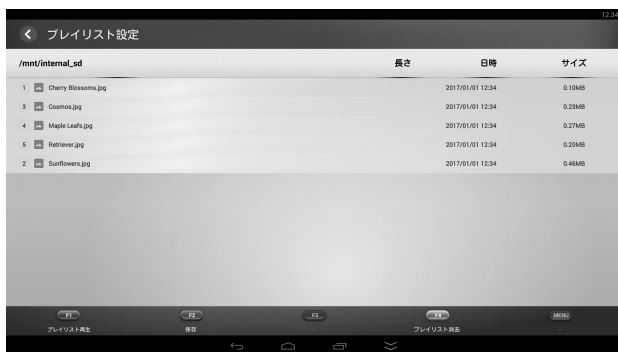 12:34
プレイリスト設定
/mnt/internal_sd 長さ 日時 サイズ
1 Cherry Blossoms.jpg 2017/01/01 12:34 0.10MB
3 Cosmos.jpg 2017/01/01 12:34 0.23MB
4 Maple Leafs.jpg 2017/01/01 12:34 0.27MB
5 Retriever.jpg 2017/01/01 12:34 0.20MB
2 Sunflowers.jpg 2017/01/01 12:34 0.46MB
F1 F2 F3 F4 MENU
プレイリスト再生 保存 - プレイリスト消去 -